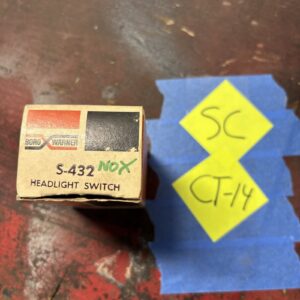 BORG WARNER
S-432 NOX
HEADLIGHT SWITCH
SC
CT-14